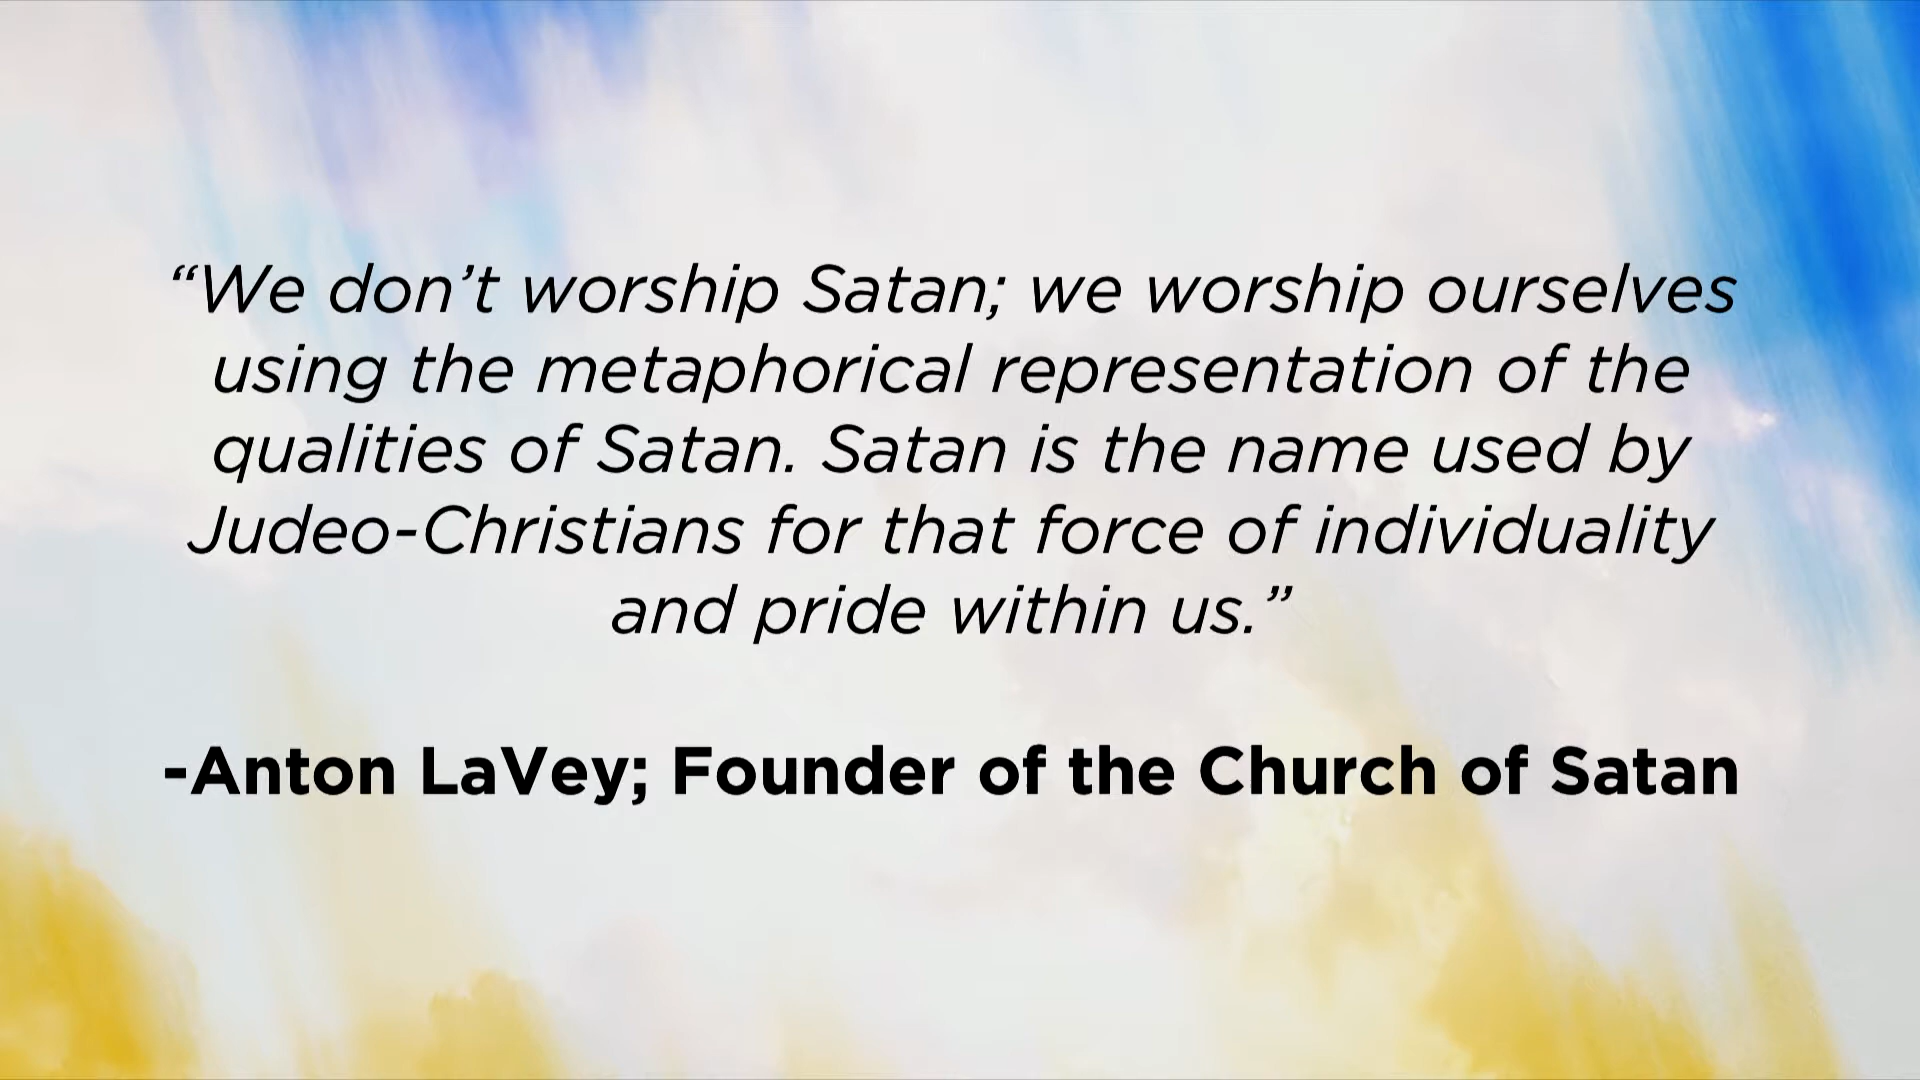 “We don’t worship Satan; we worship ourselves
using the metaphorical representation of the
qualities of Satan. Satan is the name used by
Judeo-Christians for that force of individuality
and pride within us.”
-Anton LaVey; Founder of the Church of Satan